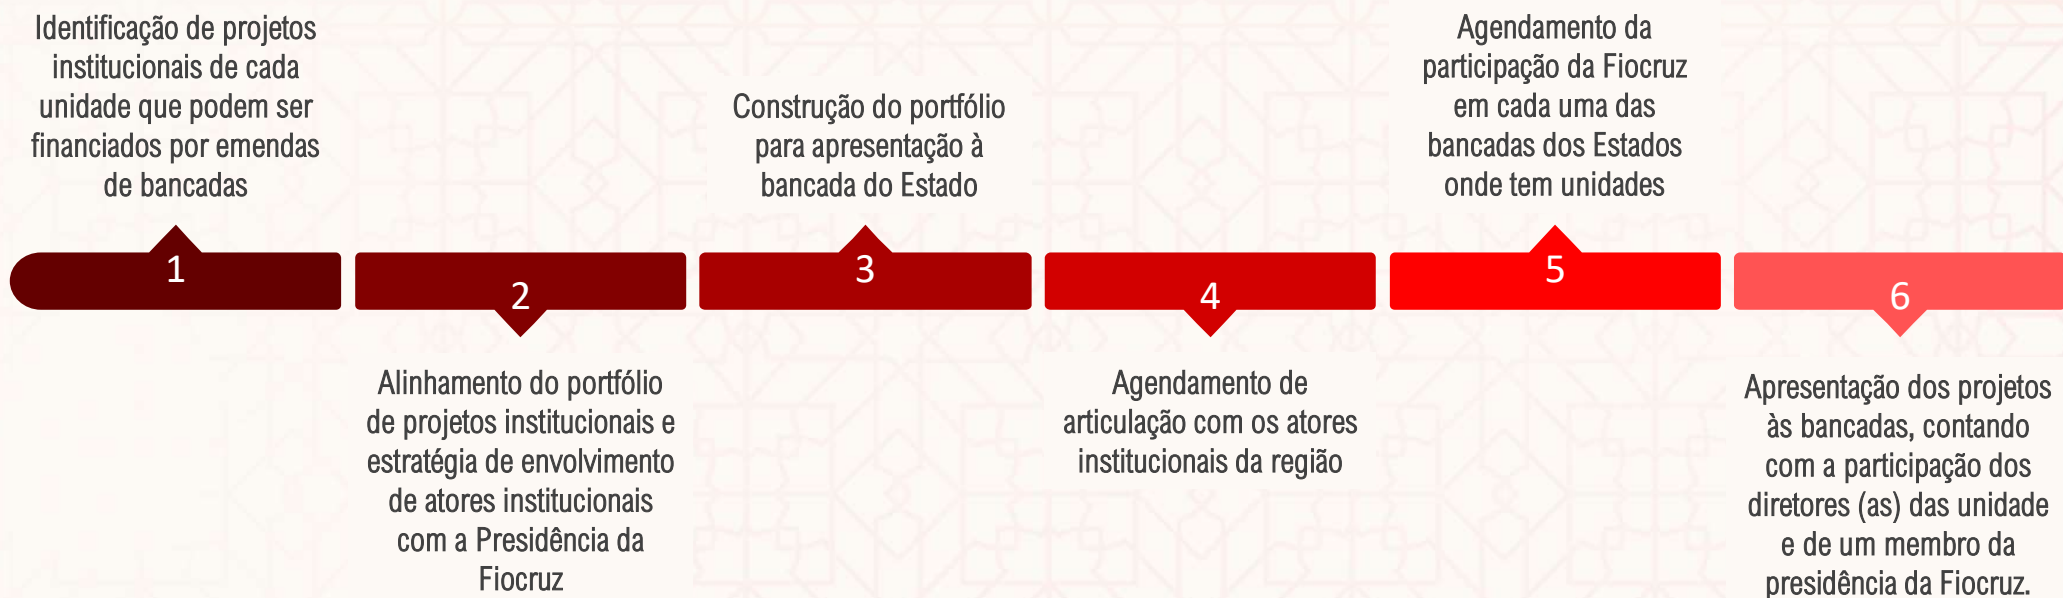 Identificação de projetos
institucionais de cada
unidade que podem ser
financiados por emendas
de bancadas
1
2
Alinhamento do portfólio
de projetos institucionais e
estratégia de envolvimento
de atores institucionais
com a Presidência da
Fiocruz
Construção do portfólio
para apresentação à
bancada do Estado
3
4
Agendamento de
articulação com os atores
institucionais da região
Agendamento da
participação da Fiocruz
em cada uma das
bancadas dos Estados
onde tem unidades
5
6
Apresentação dos projetos
às bancadas, contando
com a participação dos
diretores (as) das unidade
e de um membro da
presidência da Fiocruz.